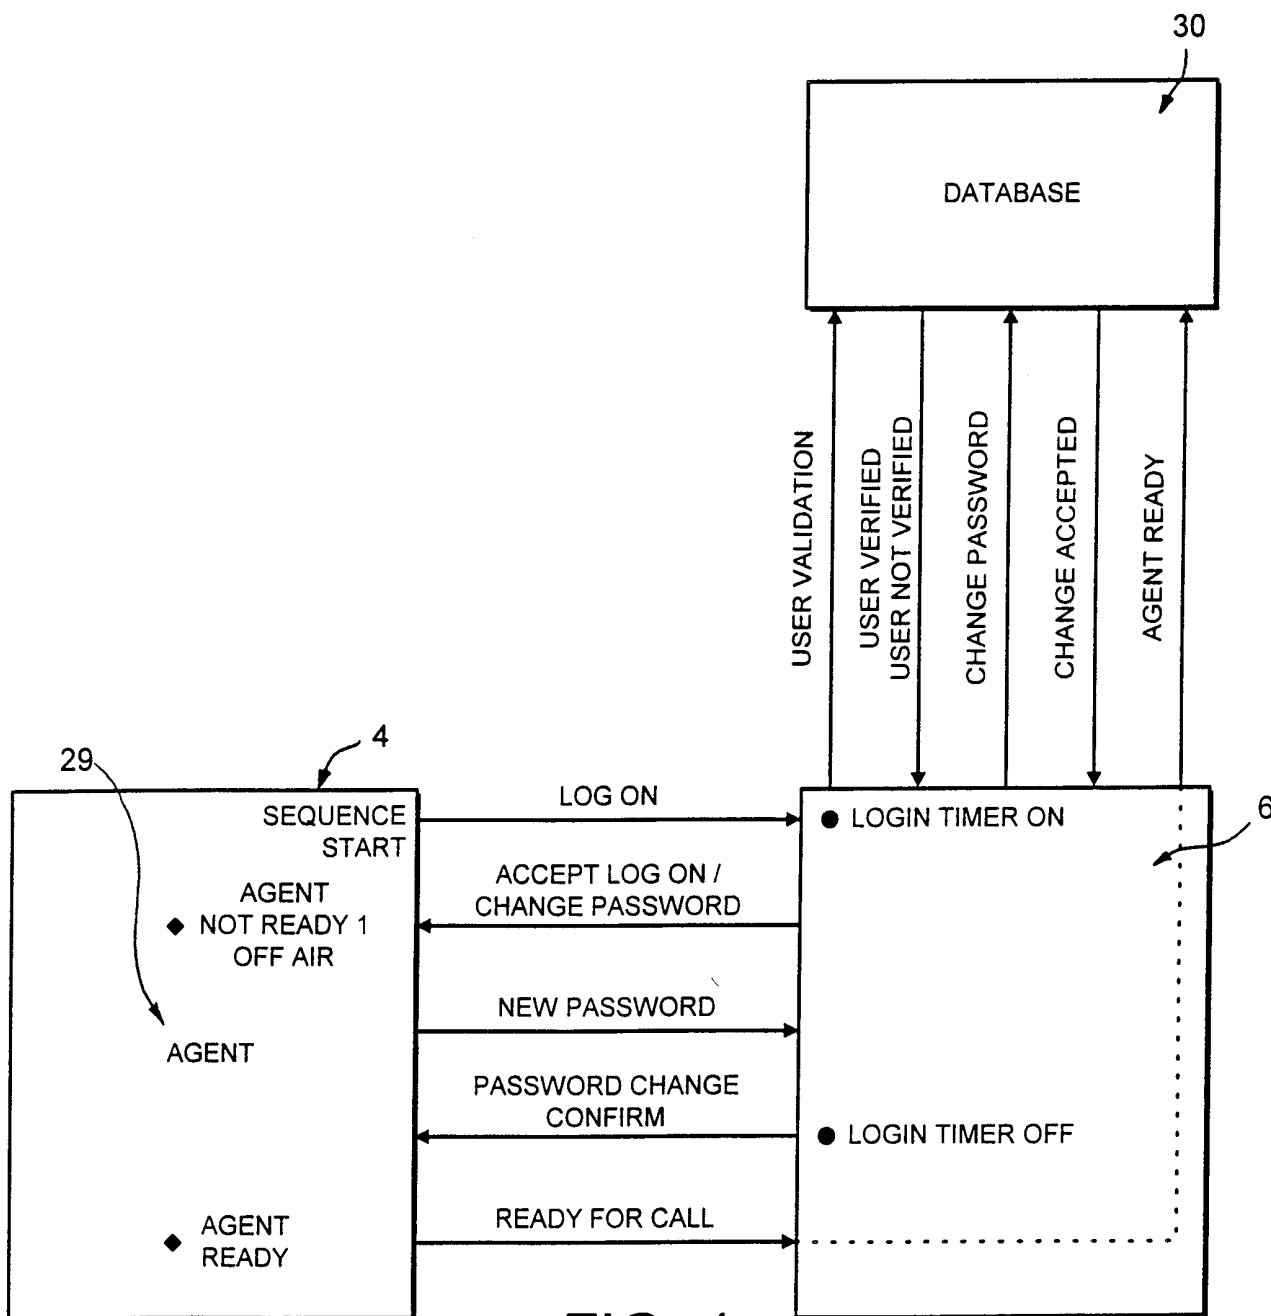 30
DATABASE
USER VALIDATION
USER VERIFIED
USER NOT VERIFIED
CHANGE PASSWORD
CHANGE ACCEPTED
AGENT READY
4
29
6
SEQUENCE
START
LOG ON
LOGIN TIMER ON
AGENT
NOT READY 1
OFF AIR
ACCEPT LOG ON /
CHANGE PASSWORD
NEW PASSWORD
AGENT
PASSWORD CHANGE
CONFIRM
LOGIN TIMER OFF
AGENT
READY
READY FOR CALL